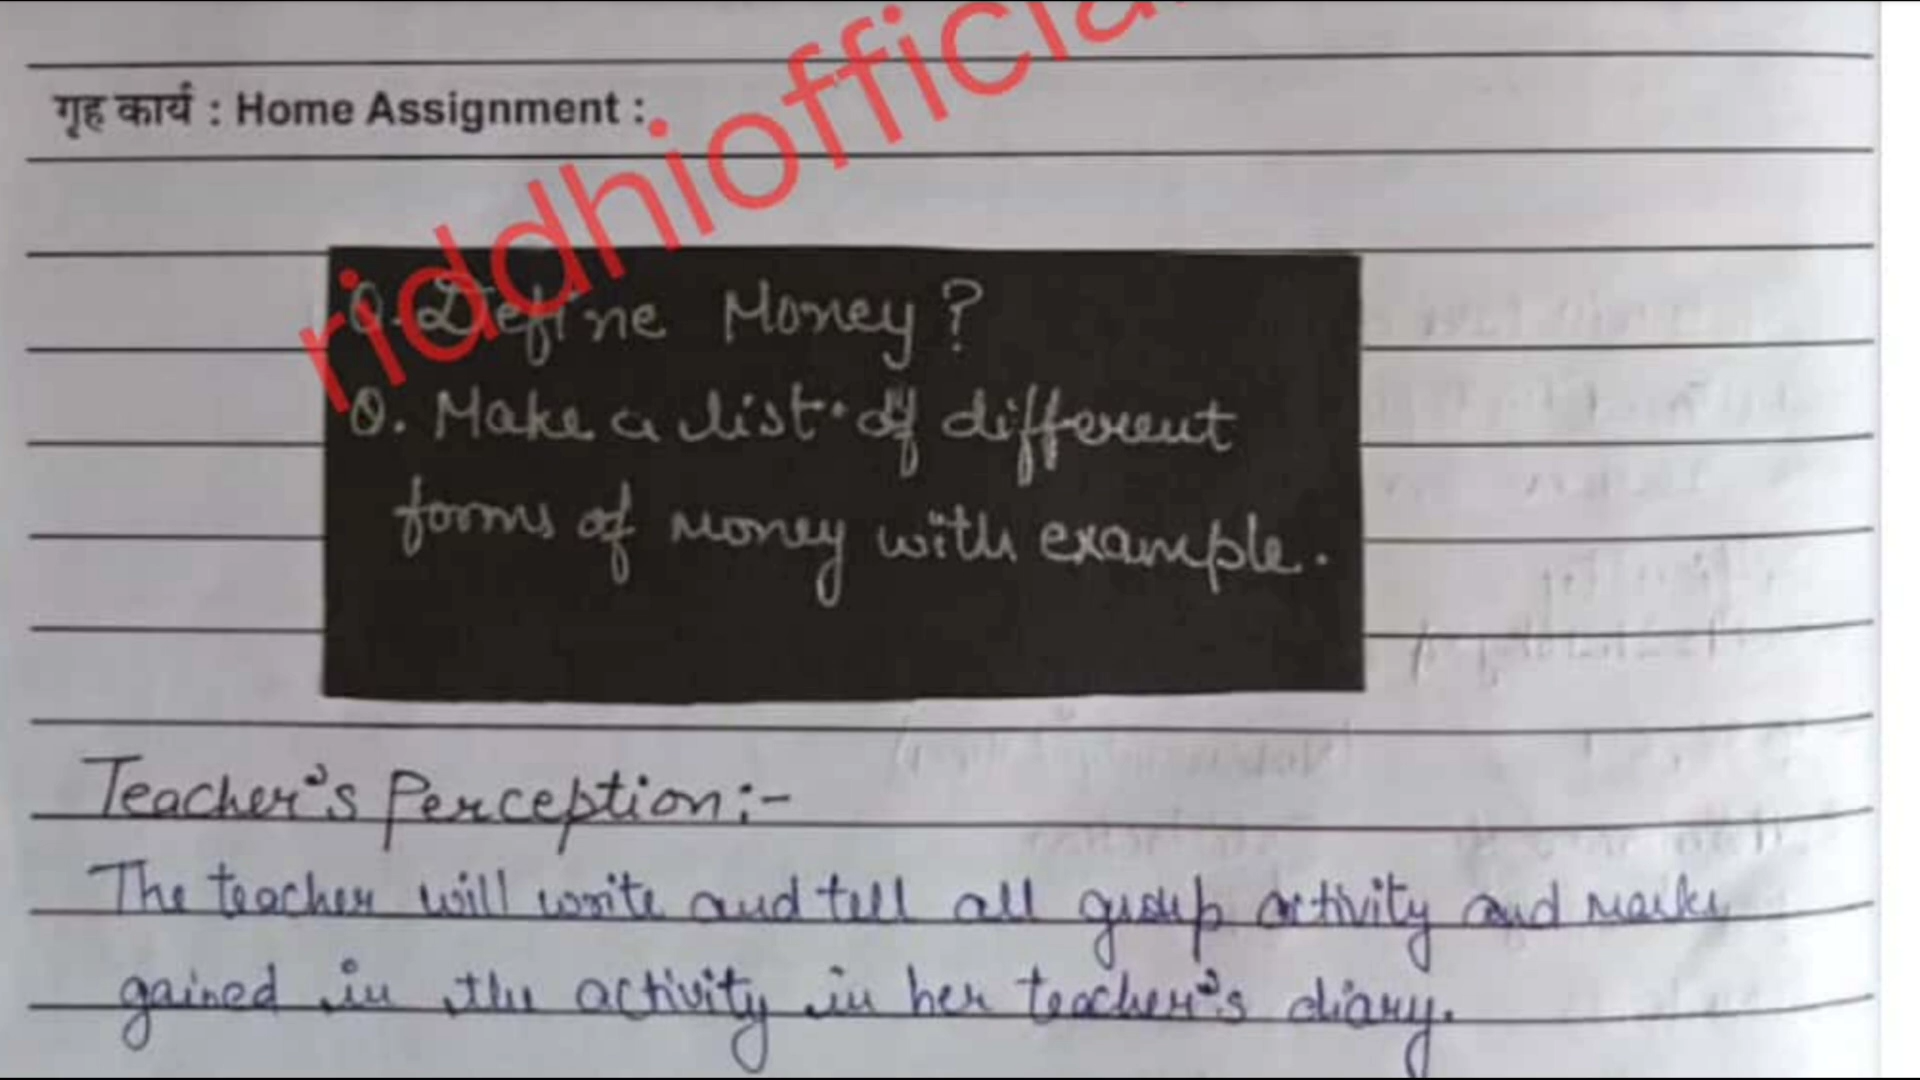 riddhiofficia
गृह कार्य : Home Assignment :
Q. Define Money?
Q. Make a list of different
forms of money with example.
Teacher's Perception:-
The teacher will write and tell all group activity and marks
gained in the activity in her teacher's diary.